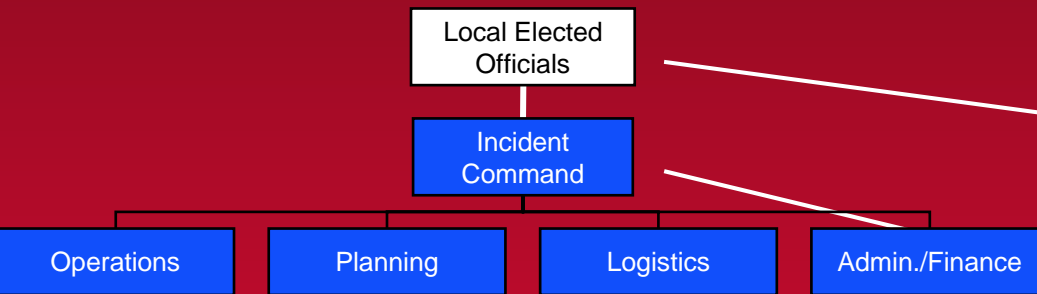 Local Elected
Officials
Incident
Command
Operations
Planning
Logistics
Admin./Finance